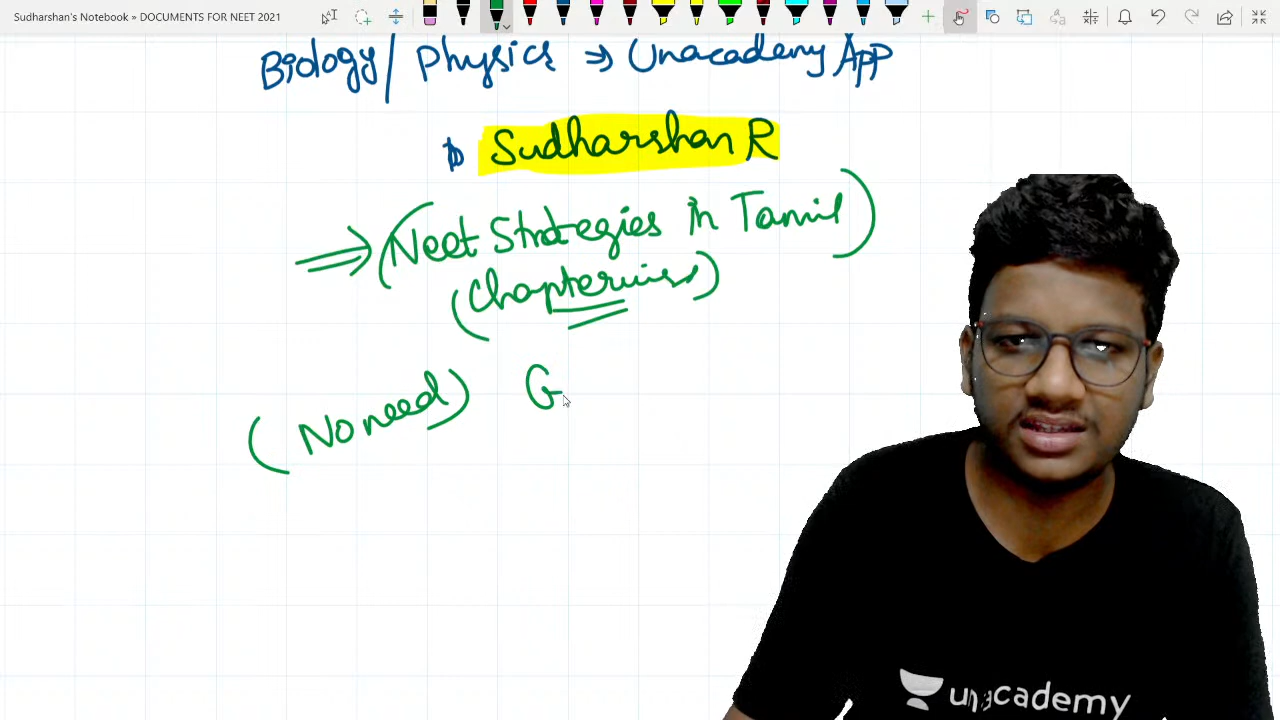 Sudharshan's Notebook » DOCUMENTS FOR NEET 2021
Biology/ Physics ⇒ Unacademy App
Sudharshan R
⇒ (Neet Strategies in Tamil)
(Chapterwise)
(No need) G
unacademy